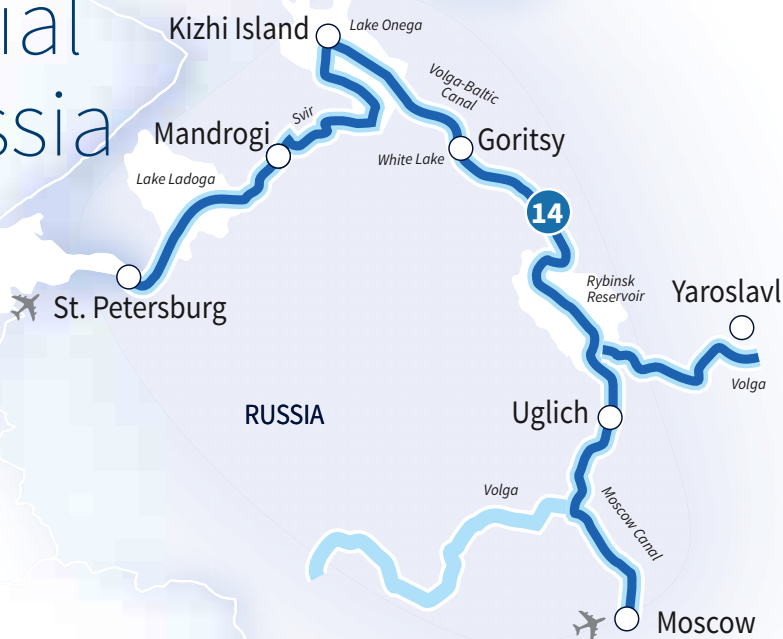 ial
ssia
Kizhi Island
Lake Onega
Volga-Baltic
Canal
Svir
Mandrogi
Goritsy
White Lake
Lake Ladoga
14
Rybinsk
Reservoir
Yaroslavl
St. Petersburg
Volga
RUSSIA
Uglich
Volga
Moscow Canal
Moscow